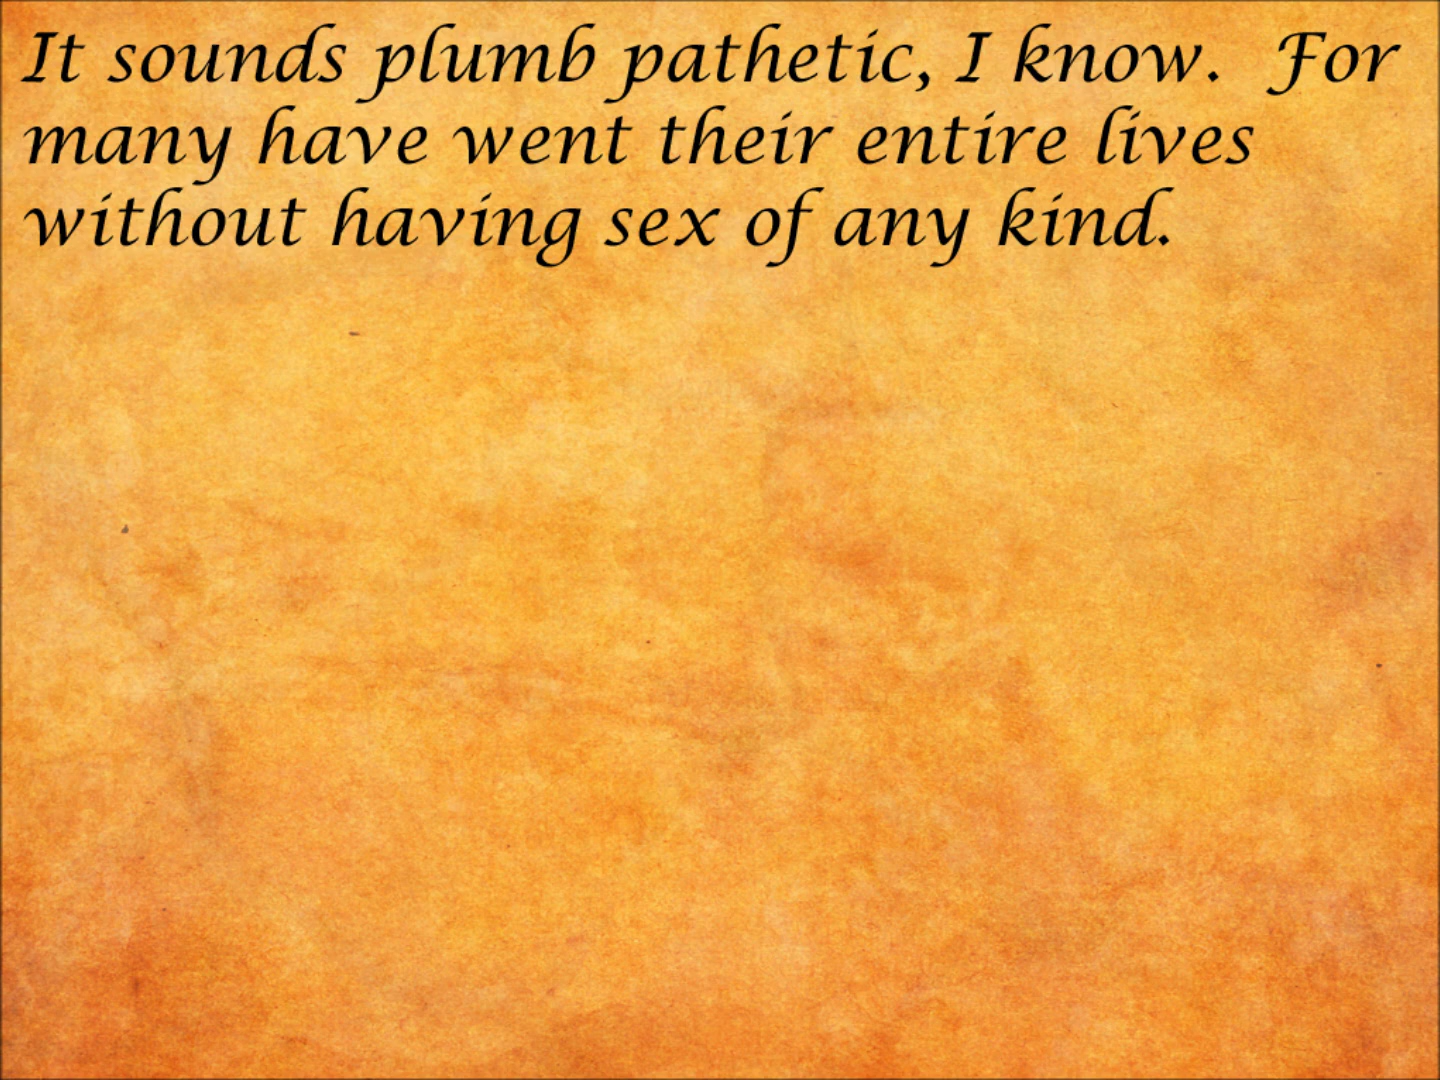 It sounds plumb pathetic, I know.  For
many have went their entire lives
without having sex of any kind.